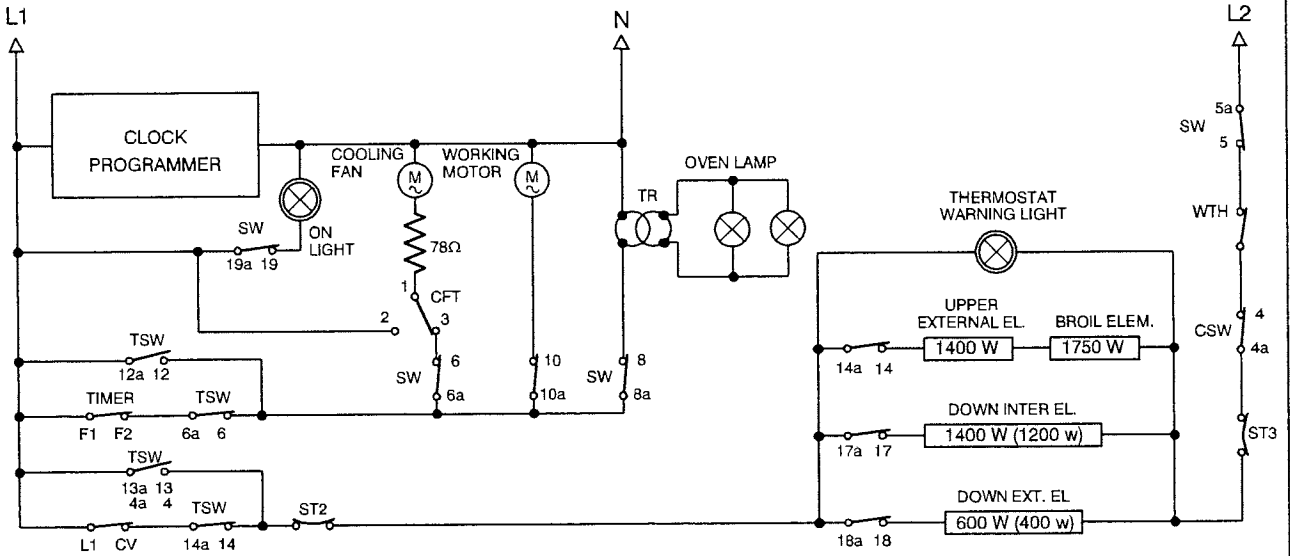 L1
N
L2
CLOCK
PROGRAMMER
COOLING
FAN
WORKING
MOTOR
M
M
OVEN LAMP
TR
5a
SW
5
ON
LIGHT
SW
19a 19
78Ω
THERMOSTAT
WARNING LIGHT
WTH
1
CFT
2
3
UPPER
EXTERNAL EL.
BROIL ELEM.
1400 W
1750 W
14a 14
4
CSW
4a
TSW
12a 12
6
SW
6a
10
10a
8
SW
8a
TIMER
TSW
F1 F2
6a 6
DOWN INTER EL.
1400 W (1200 w)
17a 17
ST3
TSW
13a 13
4a 4
TSW
L1 CV
14a 14
ST2
DOWN EXT. EL
600 W (400 w)
18a 18